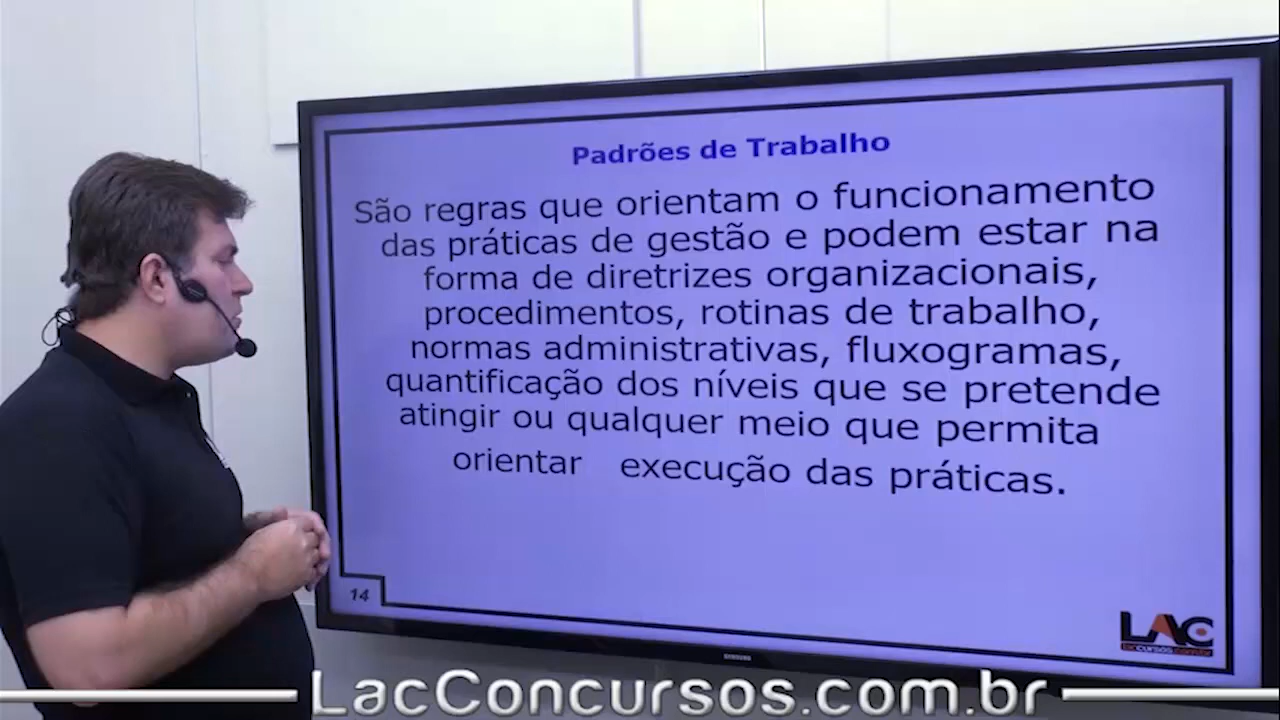 Padrões de Trabalho
São regras que orientam o funcionamento
das práticas de gestão e podem estar na
forma de diretrizes organizacionais,
procedimentos, rotinas de trabalho,
normas administrativas, fluxogramas,
quantificação dos níveis que se pretende
atingir ou qualquer meio que permita
orientar execução das práticas.
14
LAC
SAMSUNG
LacConcursos.com.br